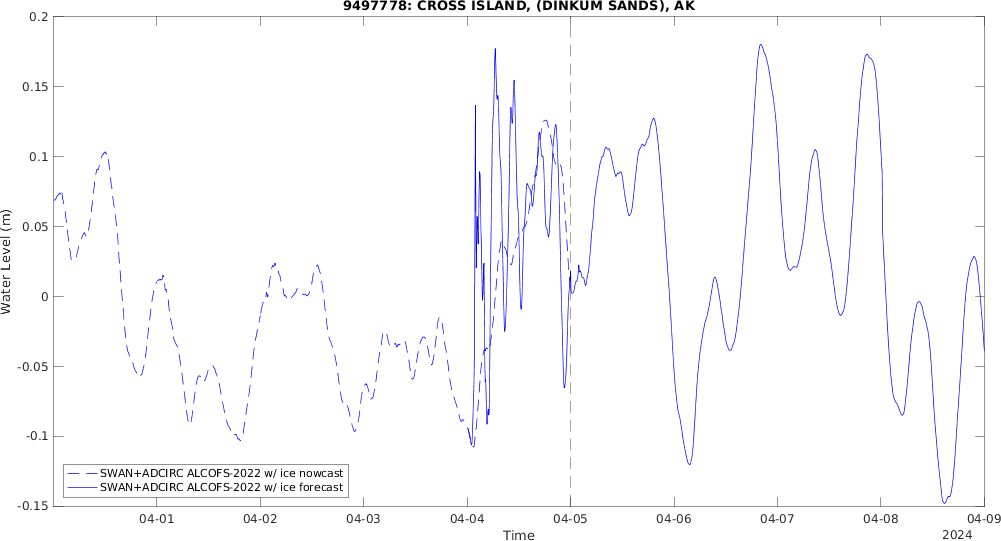 9497778: CROSS ISLAND, (DINKUM SANDS), AK
0.2
0.15
0.1
0.05
0
-0.05
-0.1
-0.15
Water Level (m)
SWAN+ADCIRC ALCOFS-2022 w/ ice nowcast
SWAN+ADCIRC ALCOFS-2022 w/ ice forecast
04-01 04-02 04-03 04-04 04-05 04-06 04-07 04-08 04-09
Time
2024